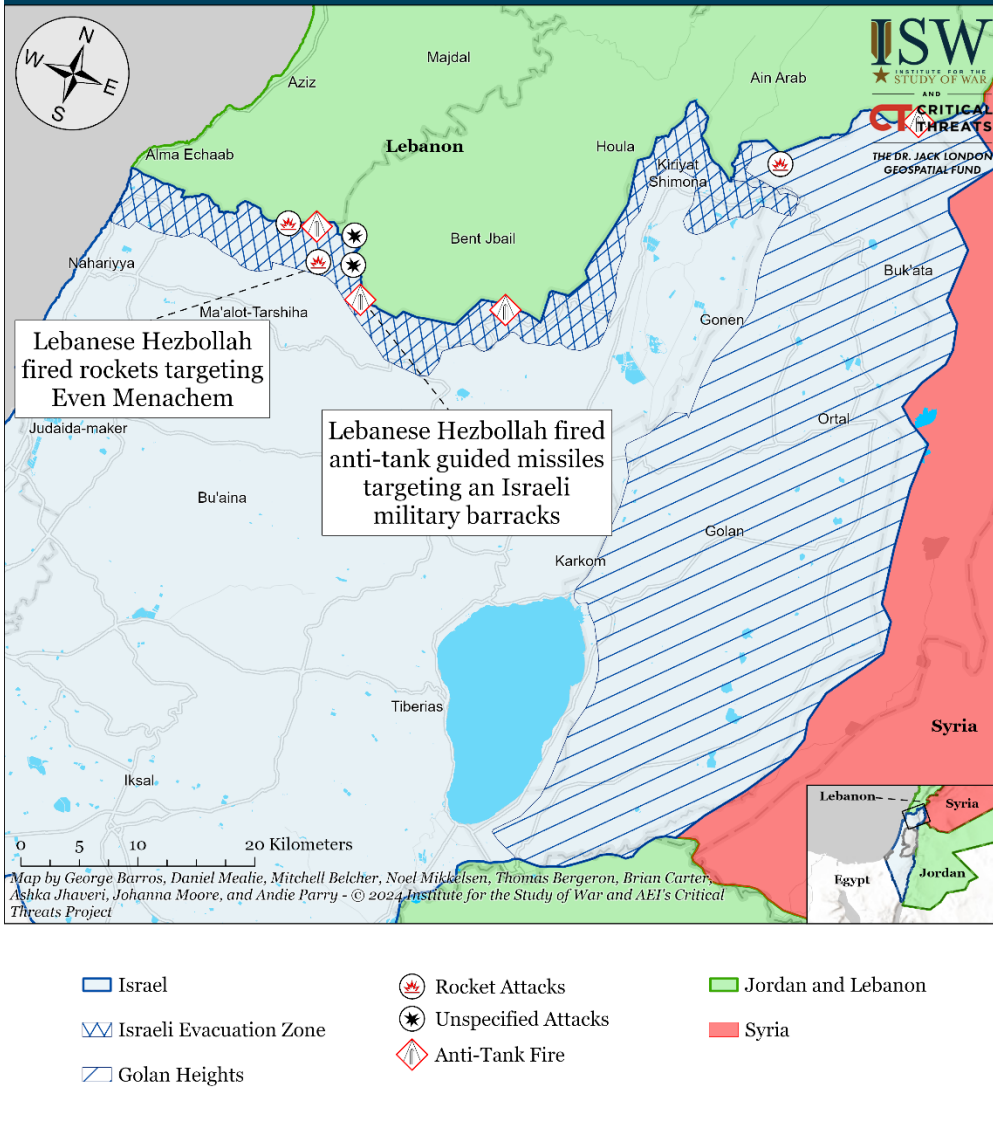 N
W
E
S
Majdal
Aziz
Ain Arab
ISW
INSTITUTE FOR THE
STUDY OF WAR
AND
CT CRITICAL
THREATS
THE DR. JACK LONDON
GEOSPATIAL FUND
Lebanon
Houla
Alma Echaab
Kiriyat
Shimona
Bent Jbail
Nahariyya
Buk'ata
Ma'alot-Tarshiha
Gonen
Lebanese Hezbollah
fired rockets targeting
Even Menachem
Lebanese Hezbollah fired
anti-tank guided missiles
targeting an Israeli
military barracks
Judaida-maker
Ortal
Bu'aina
Golan
Karkom
Tiberias
Syria
Iksal
0 5 10 20 Kilometers
Lebanon
Syria
Egypt
Jordan
Map by George Barros, Daniel Mealie, Mitchell Belcher, Noel Mikkelsen, Thomas Bergeron, Brian Carter,
Ashka Jhaveri, Johanna Moore, and Andie Parry - © 2024 Institute for the Study of War and AEI's Critical
Threats Project
Israel
Israeli Evacuation Zone
Golan Heights
Rocket Attacks
Unspecified Attacks
Anti-Tank Fire
Jordan and Lebanon
Syria